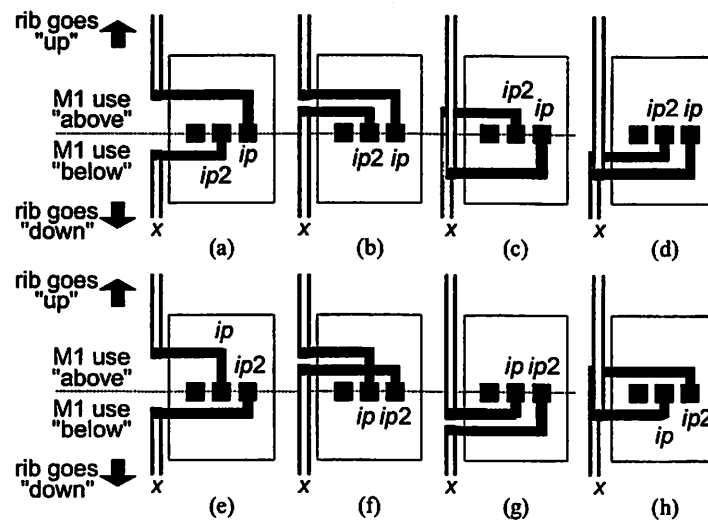 rib goes
"up"
M1 use
"above"
M1 use
"below"
rib goes
"down"
ip2
ip
x
(a)
ip2
ip
x
(b)
ip2
ip
x
(c)
ip2
ip
x
(d)
rib goes
"up"
M1 use
"above"
M1 use
"below"
rib goes
"down"
ip
ip2
x
(e)
ip
ip2
x
(f)
ip
ip2
x
(g)
ip
ip2
x
(h)